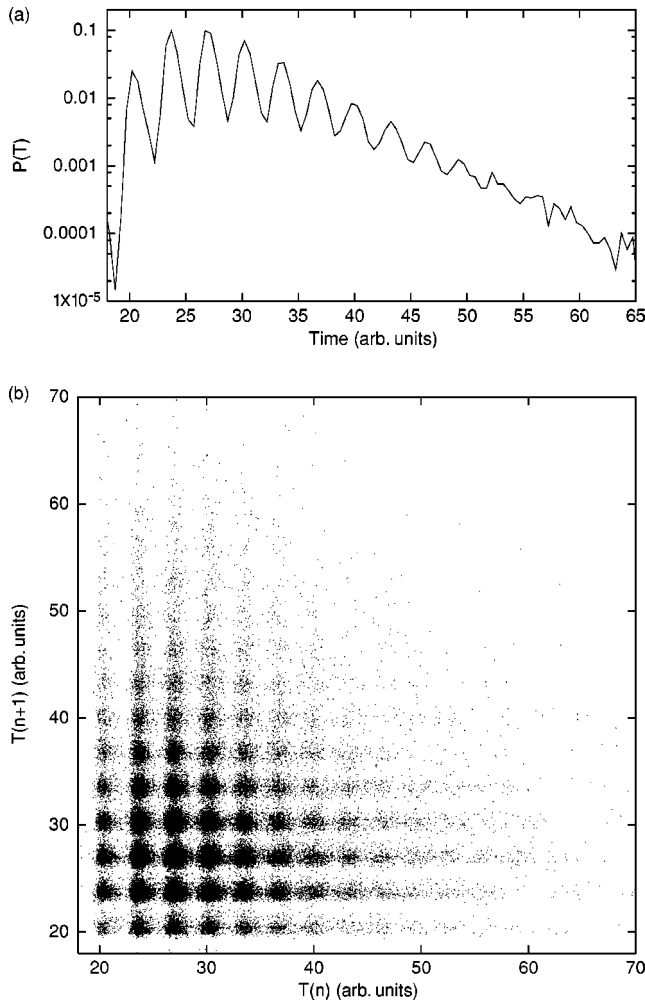 (a)
0.1
0.01
0.001
0.0001
1X10-5
P(T)
20 25 30 35 40 45 50 55 60 65
Time (arb. units)
(b)
70
60
50
40
30
20
T(n+1) (arb. units)
20 30 40 50 60 70
T(n) (arb. units)